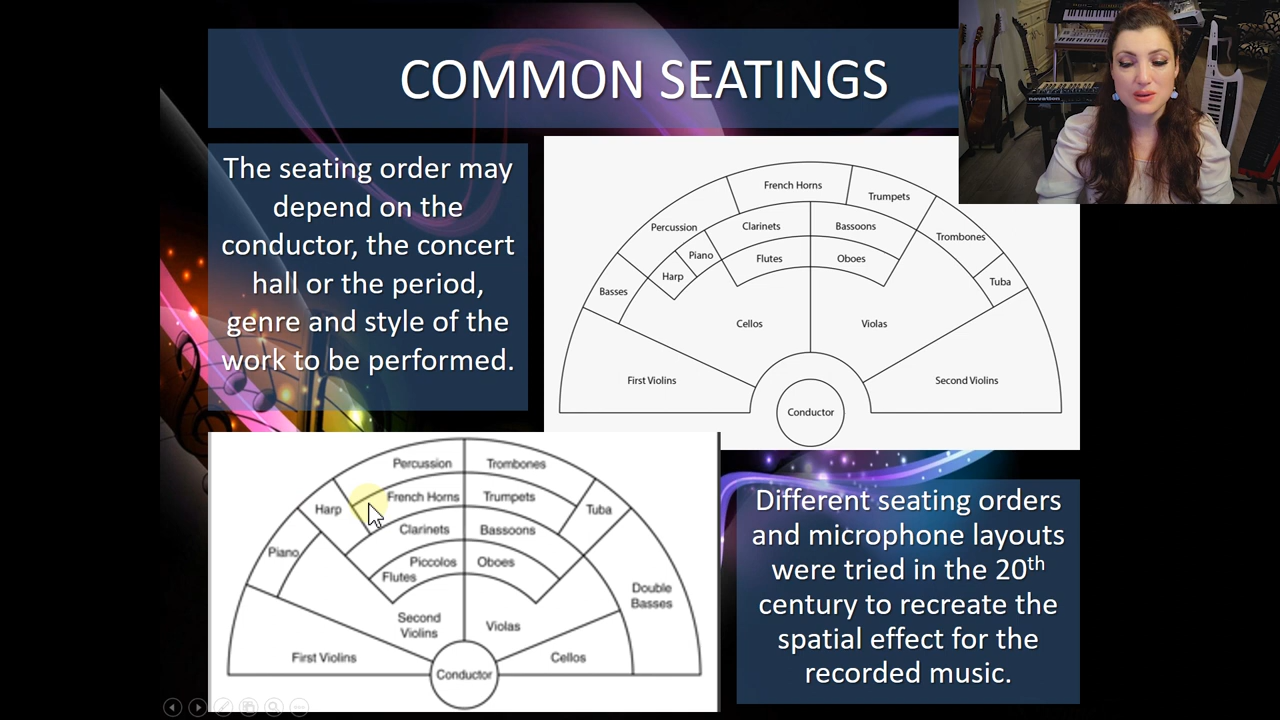 COMMON SEATINGS
The seating order may
depend on the
conductor, the concert
hall or the period,
genre and style of the
work to be performed.
French Horns
Trumpets
Percussion
Clarinets
Bassoons
Trombones
Piano
Flutes
Oboes
Harp
Tuba
Basses
Cellos
Violas
First Violins
Second Violins
Conductor
novation
Percussion
Trombones
French Horns
Trumpets
Harp
Tuba
Clarinets
Bassoons
Piano
Piccolos
Flutes
Oboes
Double
Basses
Second
Violins
Violas
First Violins
Cellos
Conductor
Different seating orders
and microphone layouts
were tried in the 20th
century to recreate the
spatial effect for the
recorded music.